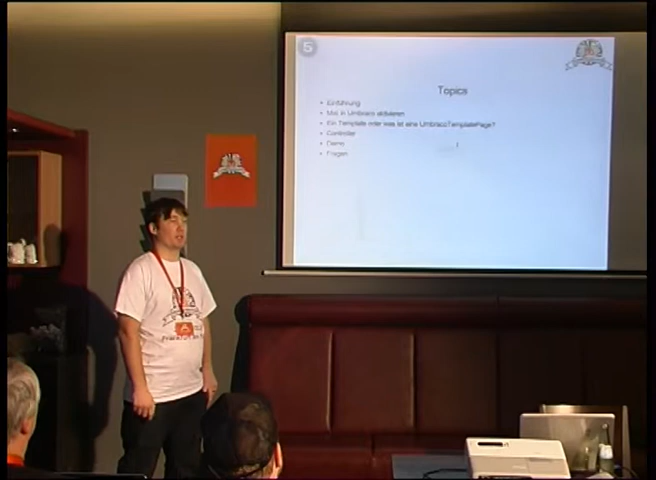 5
Topics
• Einführung
• Mvc in Umbraco aktivieren
• Ein Template oder was ist eine UmbracoTemplatePage?
• Controller
• Demo
• Fragen